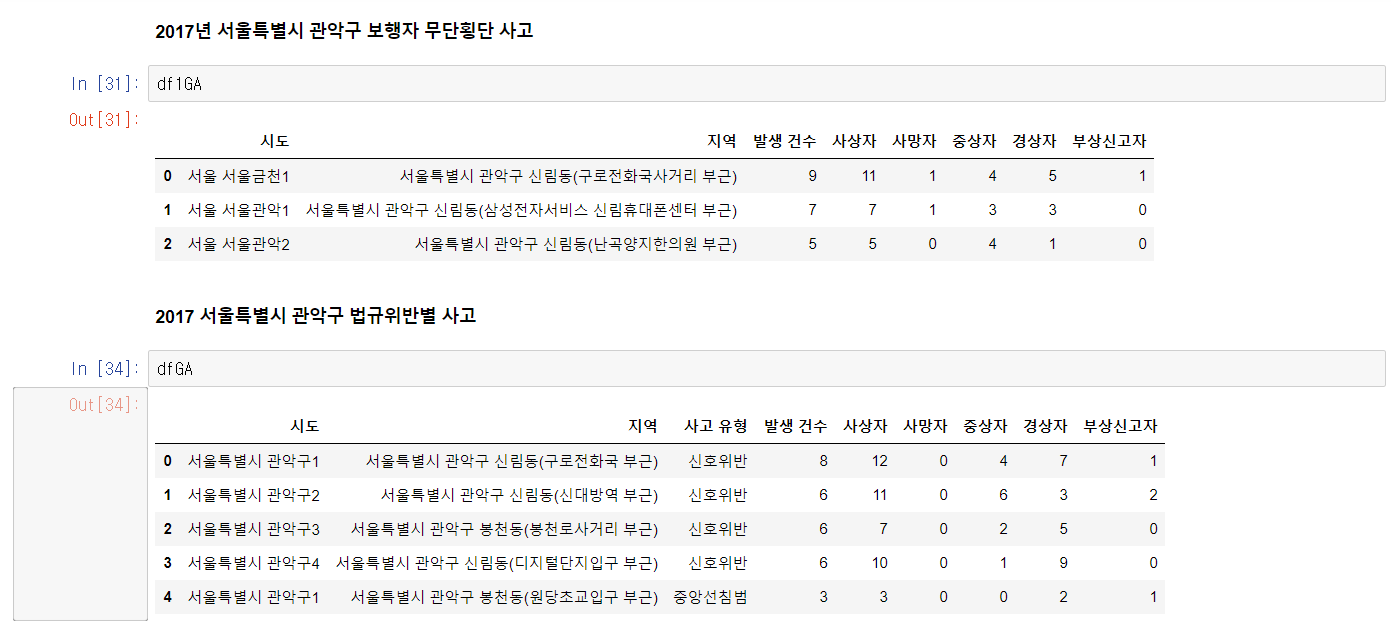 2017년 서울특별시 관악구 보행자 무단횡단 사고
In [31]: df1GA
Out[31]:
시도 지역 발생 건수 사상자 사망자 중상자 경상자 부상신고자
0 서울 서울금천1 서울특별시 관악구 신림동(구로전화국사거리 부근) 9 11 1 4 5 1
1 서울 서울관악1 서울특별시 관악구 신림동(삼성전자서비스 신림휴대폰센터 부근) 7 7 1 3 3 0
2 서울 서울관악2 서울특별시 관악구 신림동(난곡양지한의원 부근) 5 5 0 4 1 0
2017 서울특별시 관악구 법규위반별 사고
In [34]: dfGA
Out[34]:
시도 지역 사고 유형 발생 건수 사상자 사망자 중상자 경상자 부상신고자
0 서울특별시 관악구1 서울특별시 관악구 신림동(구로전화국 부근) 신호위반 8 12 0 4 7 1
1 서울특별시 관악구2 서울특별시 관악구 신림동(신대방역 부근) 신호위반 6 11 0 6 3 2
2 서울특별시 관악구3 서울특별시 관악구 봉천동(봉천로사거리 부근) 신호위반 6 7 0 2 5 0
3 서울특별시 관악구4 서울특별시 관악구 신림동(디지털단지입구 부근) 신호위반 6 10 0 1 9 0
4 서울특별시 관악구1 서울특별시 관악구 봉천동(원당초교입구 부근) 중앙선침범 3 3 0 0 2 1